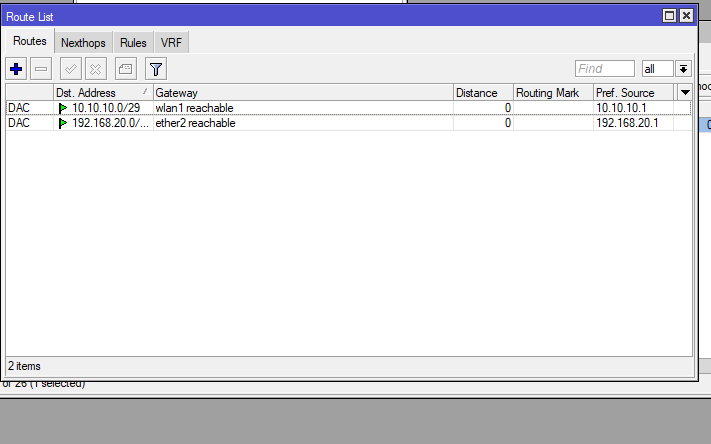 Route List
Routes Nexthops Rules VRF
Find all
Dst. Address Gateway Distance Routing Mark Pref. Source
DAC 10.10.10.0/29 wlan1 reachable 0 10.10.10.1
DAC 192.168.20.0/... ether2 reachable 0 192.168.20.1
2 items
of 26 (1 selected)